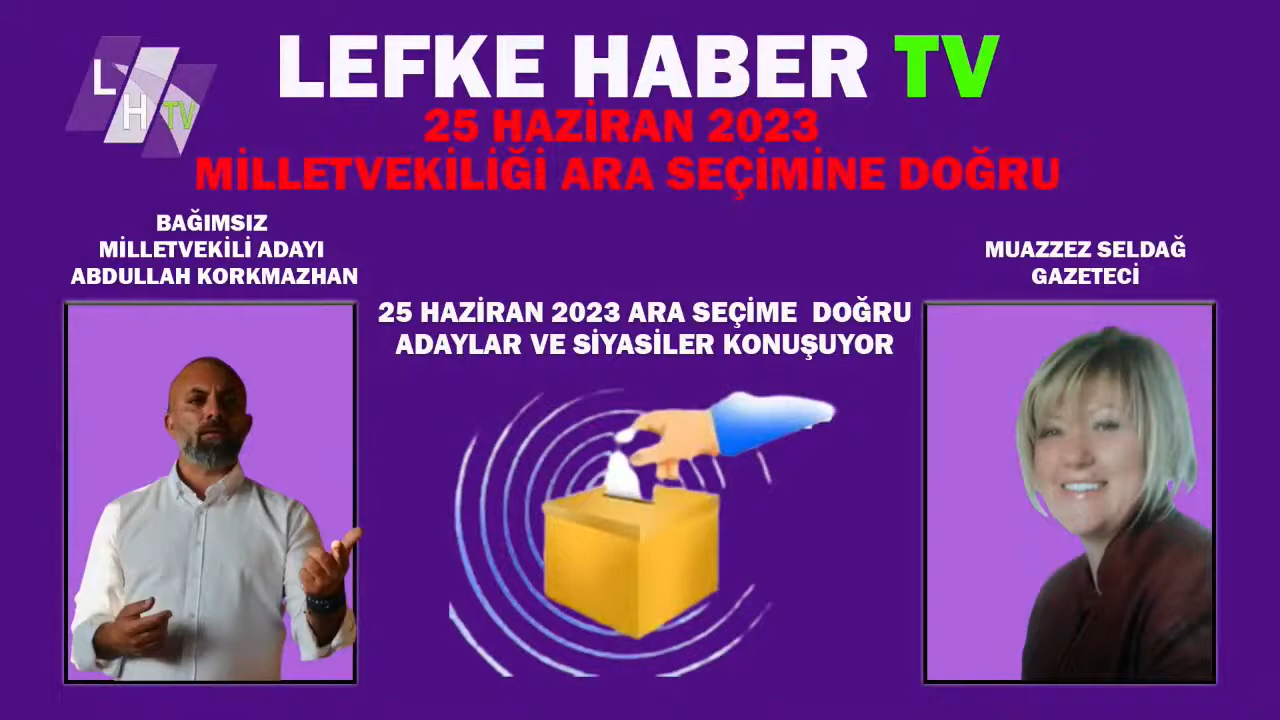 L
H
TV
LEFKE HABER TV
25 HAZİRAN 2023
MİLLETVEKİLİĞİ ARA SEÇİMİNE DOĞRU
BAĞIMSIZ
MİLLETVEKİLİ ADAYI
ABDULLAH KORKMAZHAN
MUAZZEZ SELDAĞ
GAZETECİ
25 HAZİRAN 2023 ARA SEÇİME DOĞRU
ADAYLAR VE SİYASİLER KONUŞUYOR